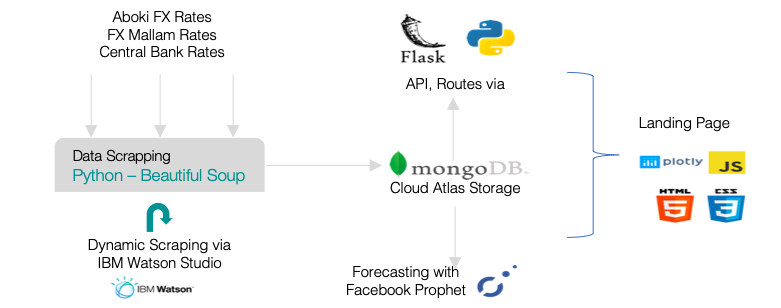 Aboki FX Rates
FX Mallam Rates
Central Bank Rates
Flask
API, Routes via
Data Scrapping
Python – Beautiful Soup
mongoDB.
Cloud Atlas Storage
Landing Page
plotly
JS
HTML
5
CSS
3
Dynamic Scraping via
IBM Watson Studio
IBM Watson
Forecasting with
Facebook Prophet